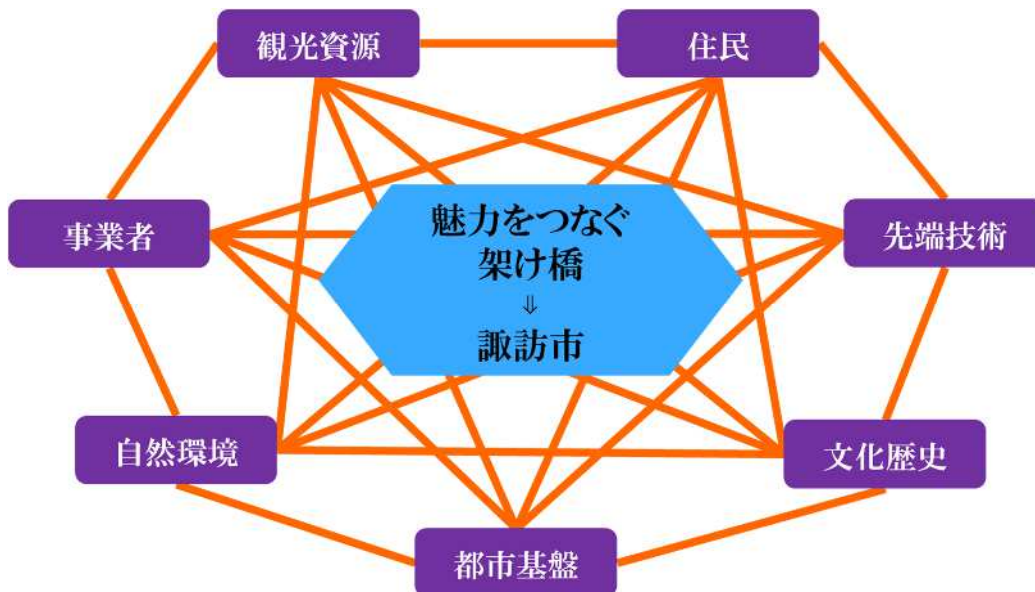 観光資源
住民
事業者
魅力をつなぐ
架け橋
⇓
諏訪市
先端技術
自然環境
文化歴史
都市基盤